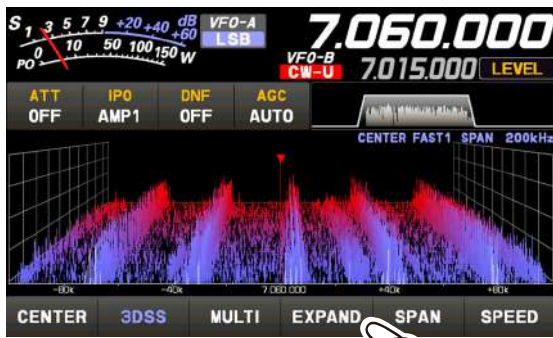 S 1 3 5 7 9 +20 +40 +60 dB VFO-A 7.060.000
LSB
PO 0 10 50 100 150 W VFO-B
CW-U 7.015.000 LEVEL
ATT IPO DNF AGC
OFF AMP1 OFF AUTO
CENTER FAST1 SPAN 200kHz
-80k -40k 7.060.000 +40k +80k
CENTER 3DSS MULTI EXPAND SPAN SPEED